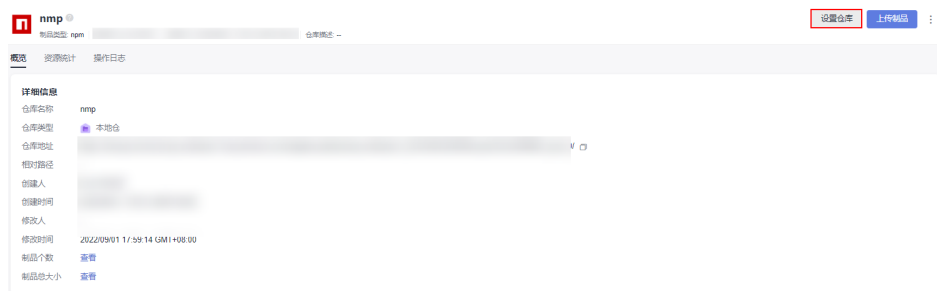 nmp
设置仓库 上传制品
制品类型: npm 仓库描述: --
概览 资源统计 操作日志
详细信息
仓库名称 nmp
仓库类型 本地仓
仓库地址 /
相对路径
创建人
创建时间
修改人
修改时间 2022/09/01 17:59:14 GMT+08:00
制品个数 查看
制品总大小 查看